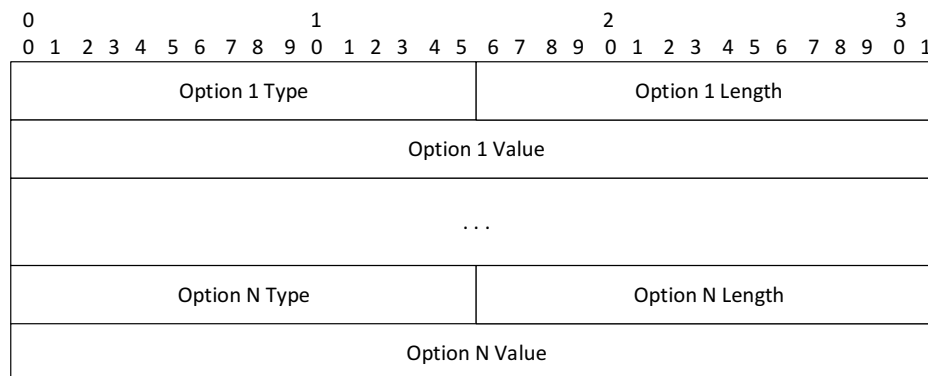 0 1 2 3
0 1 2 3 4 5 6 7 8 9 0 1 2 3 4 5 6 7 8 9 0 1 2 3 4 5 6 7 8 9 0 1
Option 1 Type Option 1 Length
Option 1 Value
. . .
Option N Type Option N Length
Option N Value